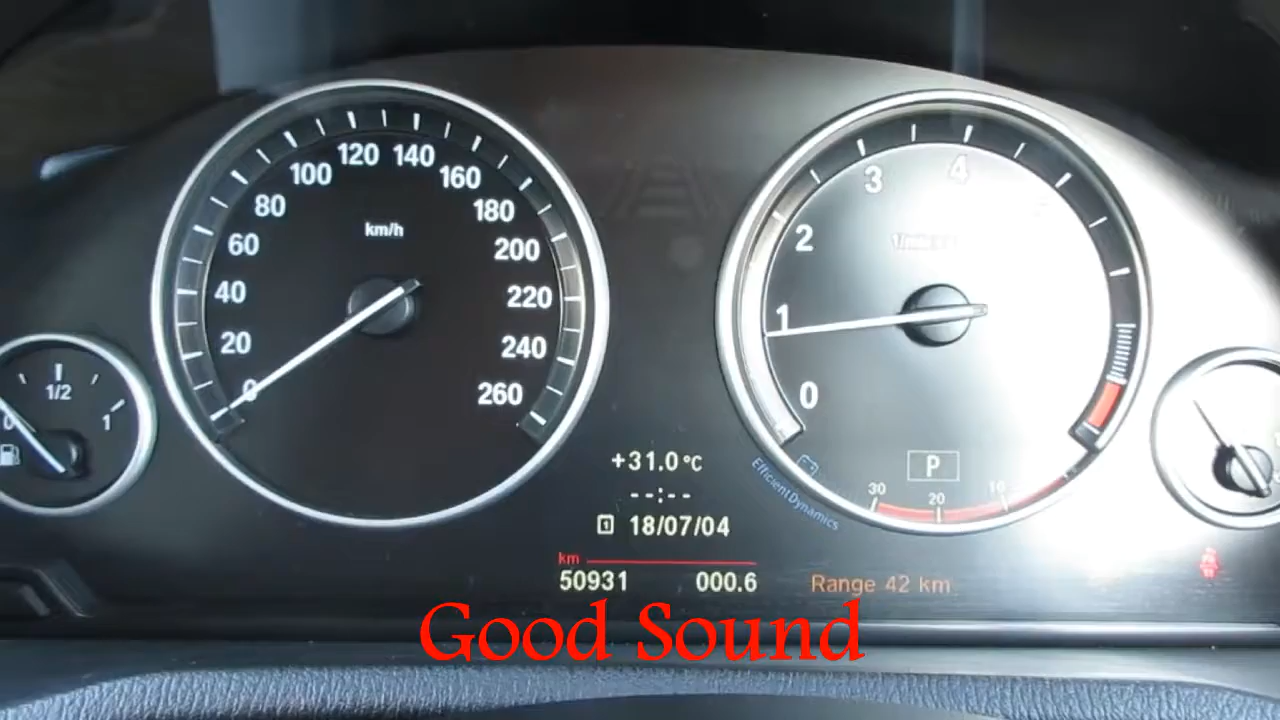 120 140
100 160
80 180
60 200
40 220
20 240
0 260
km/h
3 4
2
1
0
0 1/2 1
+31.0 °C
--:--
1 18/07/04
km
50931 000.6
Range 42 km
P
30 20 10
EfficientDynamics
Good Sound